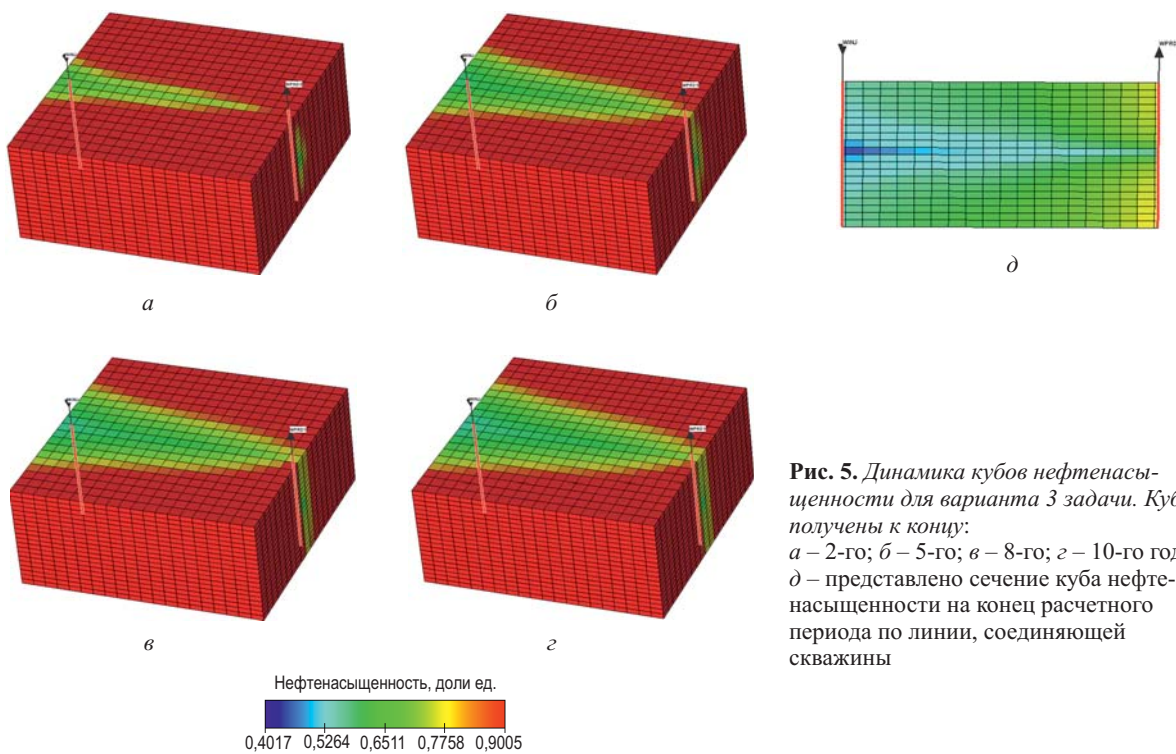 а
б
д
в
г
Рис. 5. Динамика кубов нефтенасы-
щенности для варианта 3 задачи.
получены к концу:
а – 2-го; б – 5-го; в – 8-го; г – 10-го
д – представлено сечение куба нефте-
насыщенности на конец расчетного
периода по линии, соединяющей
скважины
Нефтенасыщенность, доли ед.
0,4017 0,5264 0,6511 0,7758 0,9005